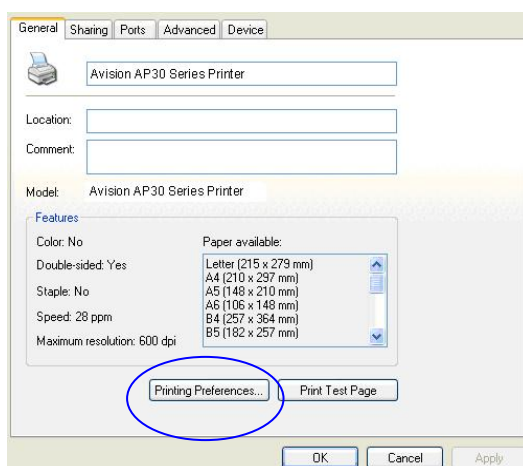 General Sharing Ports Advanced Device
Avision AP30 Series Printer
Location:
Comment:
Model: Avision AP30 Series Printer
Features
Color: No
Double-sided: Yes
Staple: No
Speed: 28 ppm
Maximum resolution: 600 dpi
Paper available:
Letter (215 x 279 mm)
A4 (210 x 297 mm)
A5 (148 x 210 mm)
A6 (106 x 148 mm)
B4 (257 x 364 mm)
B5 (182 x 257 mm)
Printing Preferences... Print Test Page
OK Cancel Apply